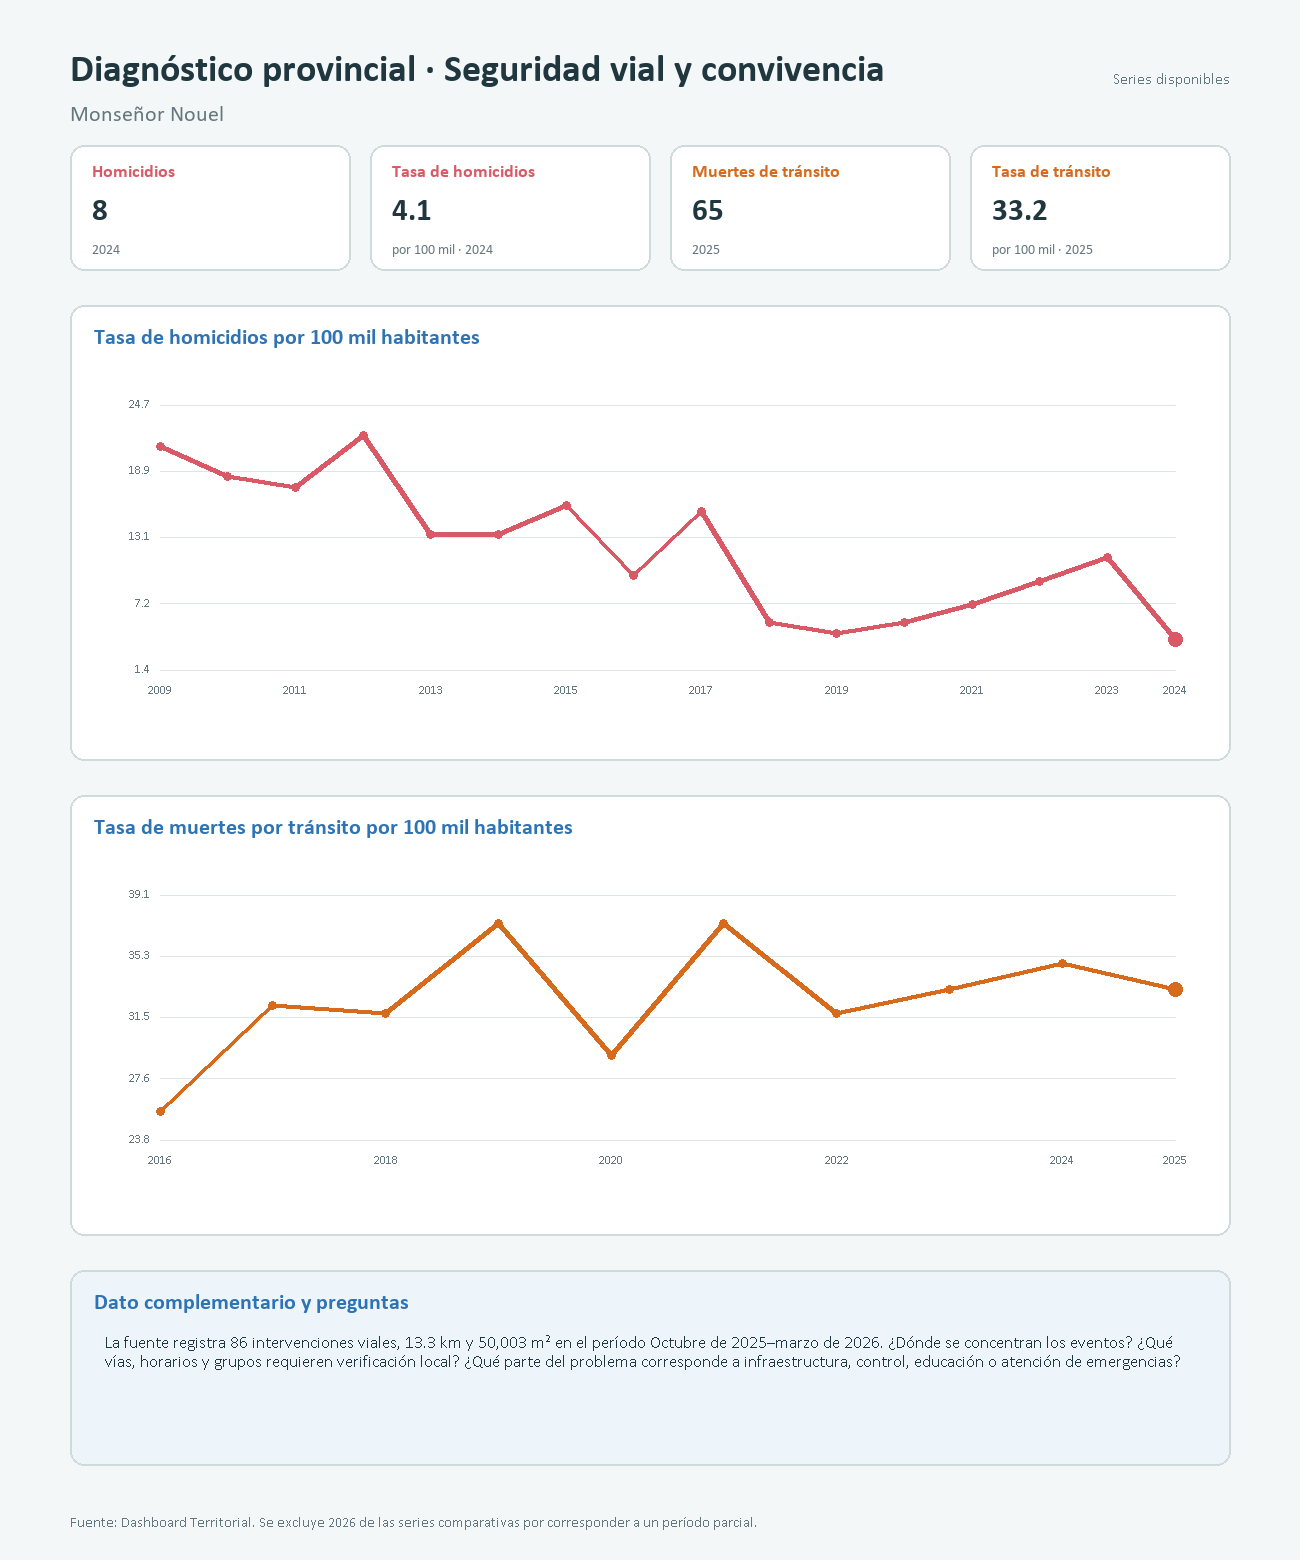 Diagnóstico provincial · Seguridad vial y convivencia
Series disponibles
Monseñor Nouel
Homicidios
8
2024
Tasa de homicidios
4.1
por 100 mil · 2024
Muertes de tránsito
65
2025
Tasa de tránsito
33.2
por 100 mil · 2025
Tasa de homicidios por 100 mil habitantes
24.7
18.9
13.1
7.2
1.4
2009 2011 2013 2015 2017 2019 2021 2023 2024
Tasa de muertes por tránsito por 100 mil habitantes
39.1
35.3
31.5
27.6
23.8
2016 2018 2020 2022 2024 2025
Dato complementario y preguntas
La fuente registra 86 intervenciones viales, 13.3 km y 50,003 m² en el período Octubre de 2025–marzo de 2026. ¿Dónde se concentran los eventos? ¿Qué
vías, horarios y grupos requieren verificación local? ¿Qué parte del problema corresponde a infraestructura, control, educación o atención de emergencias?
Fuente: Dashboard Territorial. Se excluye 2026 de las series comparativas por corresponder a un período parcial.